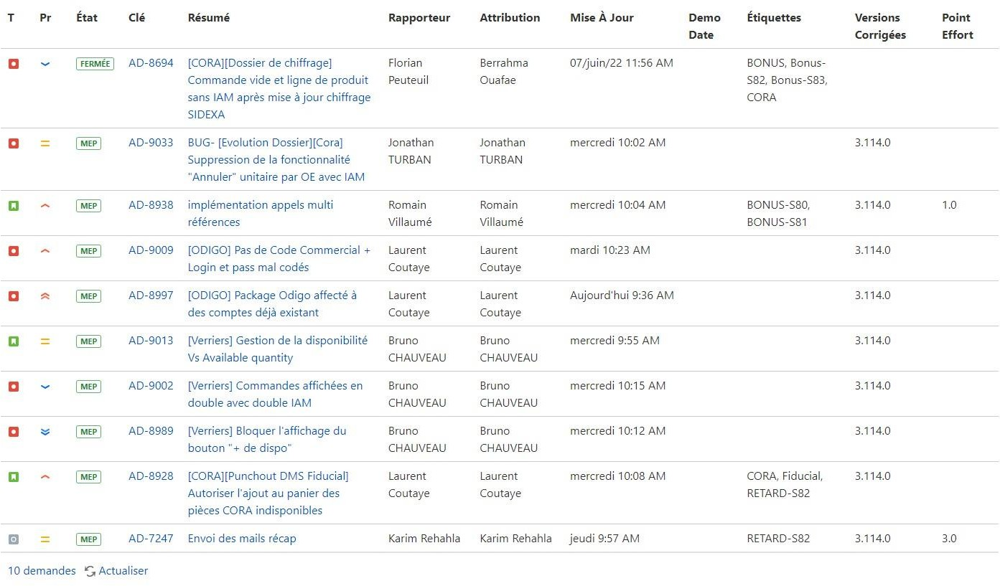 T Pr État Clé Résumé Rapporteur Attribution Mise À Jour Demo Date Étiquettes Versions Corrigées Point Effort
FERMÉE AD-8694 [CORA][Dossier de chiffrage] Florian Berrahma 07/juin/22 11:56 AM BONUS, Bonus-
Commande vide et ligne de produit Peuteuil Ouafae S82, Bonus-S83,
sans IAM après mise à jour chiffrage CORA
SIDEXA
MEP AD-9033 BUG- [Evolution Dossier][Cora] Jonathan Jonathan mercredi 10:02 AM 3.114.0
Suppression de la fonctionnalité TURBAN TURBAN
"Annuler" unitaire par OE avec IAM
MEP AD-8938 implémentation appels multi Romain Romain mercredi 10:04 AM BONUS-S80, 3.114.0 1.0
références Villaumé Villaumé BONUS-S81
MEP AD-9009 [ODIGO] Pas de Code Commercial + Laurent Laurent mardi 10:23 AM 3.114.0
Login et pass mal codés Coutaye Coutaye
MEP AD-8997 [ODIGO] Package Odigo affecté à Laurent Laurent Aujourd'hui 9:36 AM 3.114.0
des comptes déjà existant Coutaye Coutaye
MEP AD-9013 [Verriers] Gestion de la disponibilité Bruno Bruno mercredi 9:55 AM 3.114.0
Vs Available quantity CHAUVEAU CHAUVEAU
MEP AD-9002 [Verriers] Commandes affichées en Bruno Bruno mercredi 10:15 AM 3.114.0
double avec double IAM CHAUVEAU CHAUVEAU
MEP AD-8989 [Verriers] Bloquer l'affichage du Bruno Bruno mercredi 10:12 AM 3.114.0
bouton "+ de dispo" CHAUVEAU CHAUVEAU
MEP AD-8928 [CORA][Punchout DMS Fiducial] Laurent Laurent mercredi 10:08 AM CORA, Fiducial, 3.114.0
Autoriser l'ajout au panier des Coutaye Coutaye RETARD-S82
pièces CORA indisponibles
MEP AD-7247 Envoi des mails récap Karim Rehahla Karim Rehahla jeudi 9:57 AM RETARD-S82 3.114.0 3.0
10 demandes Actualiser